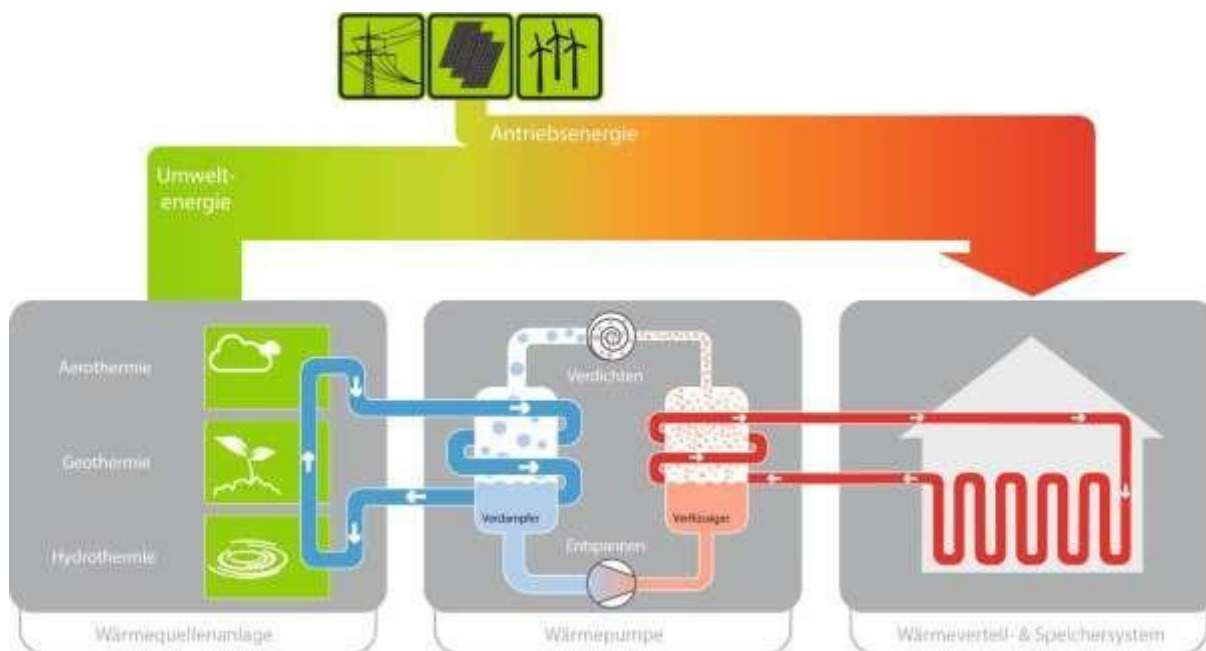 Antriebsenergie
Umwelt-
energie
Aerothermie
Geothermie
Hydrothermie
Verdichten
Verdampfer
Verflüssiger
Entspannen
Wärmequellenanlage
Wärmepumpe
Wärmeverteil- & Speichersystem